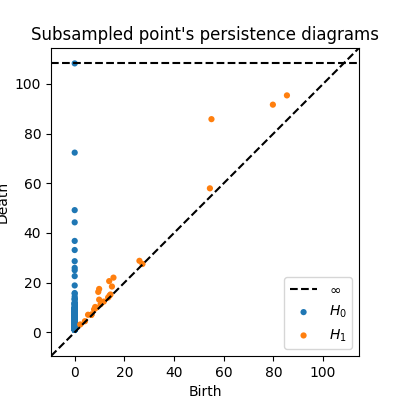 Subsampled point's persistence diagrams
100
80
60
40
20
0
Death
0 20 40 60 80 100
Birth
∞
H₀
H₁